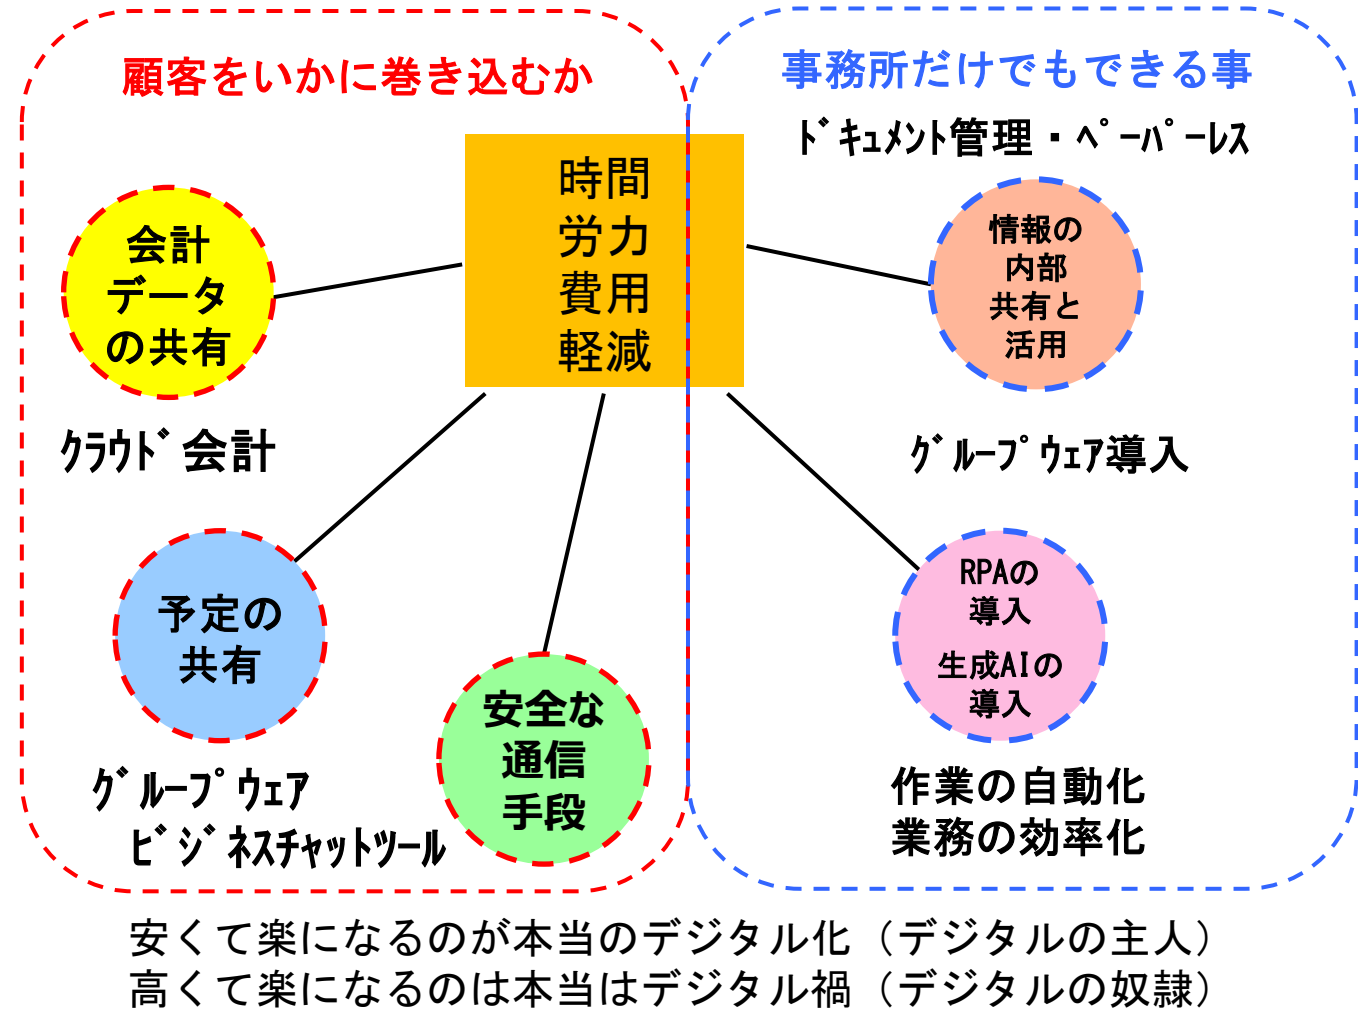 顧客をいかに巻き込むか
時間
労力
費用
軽減
会計
データ
の共有
ｸﾗｳﾄﾞ会計
予定の
共有
ｸﾞﾙｰﾌﾟｳｪｱ
ﾋﾞｼﾞﾈｽﾁｬｯﾄﾂｰﾙ
安全な
通信
手段
事務所だけでもできる事
ﾄﾞｷｭﾒﾝﾄ管理・ﾍﾟｰﾊﾟｰﾚｽ
情報の
内部
共有と
活用
ｸﾞﾙｰﾌﾟｳｪｱ導入
RPAの
導入
生成AIの
導入
作業の自動化
業務の効率化
安くて楽になるのが本当のデジタル化（デジタルの主人）
高くて楽になるのは本当はデジタル禍（デジタルの奴隷）